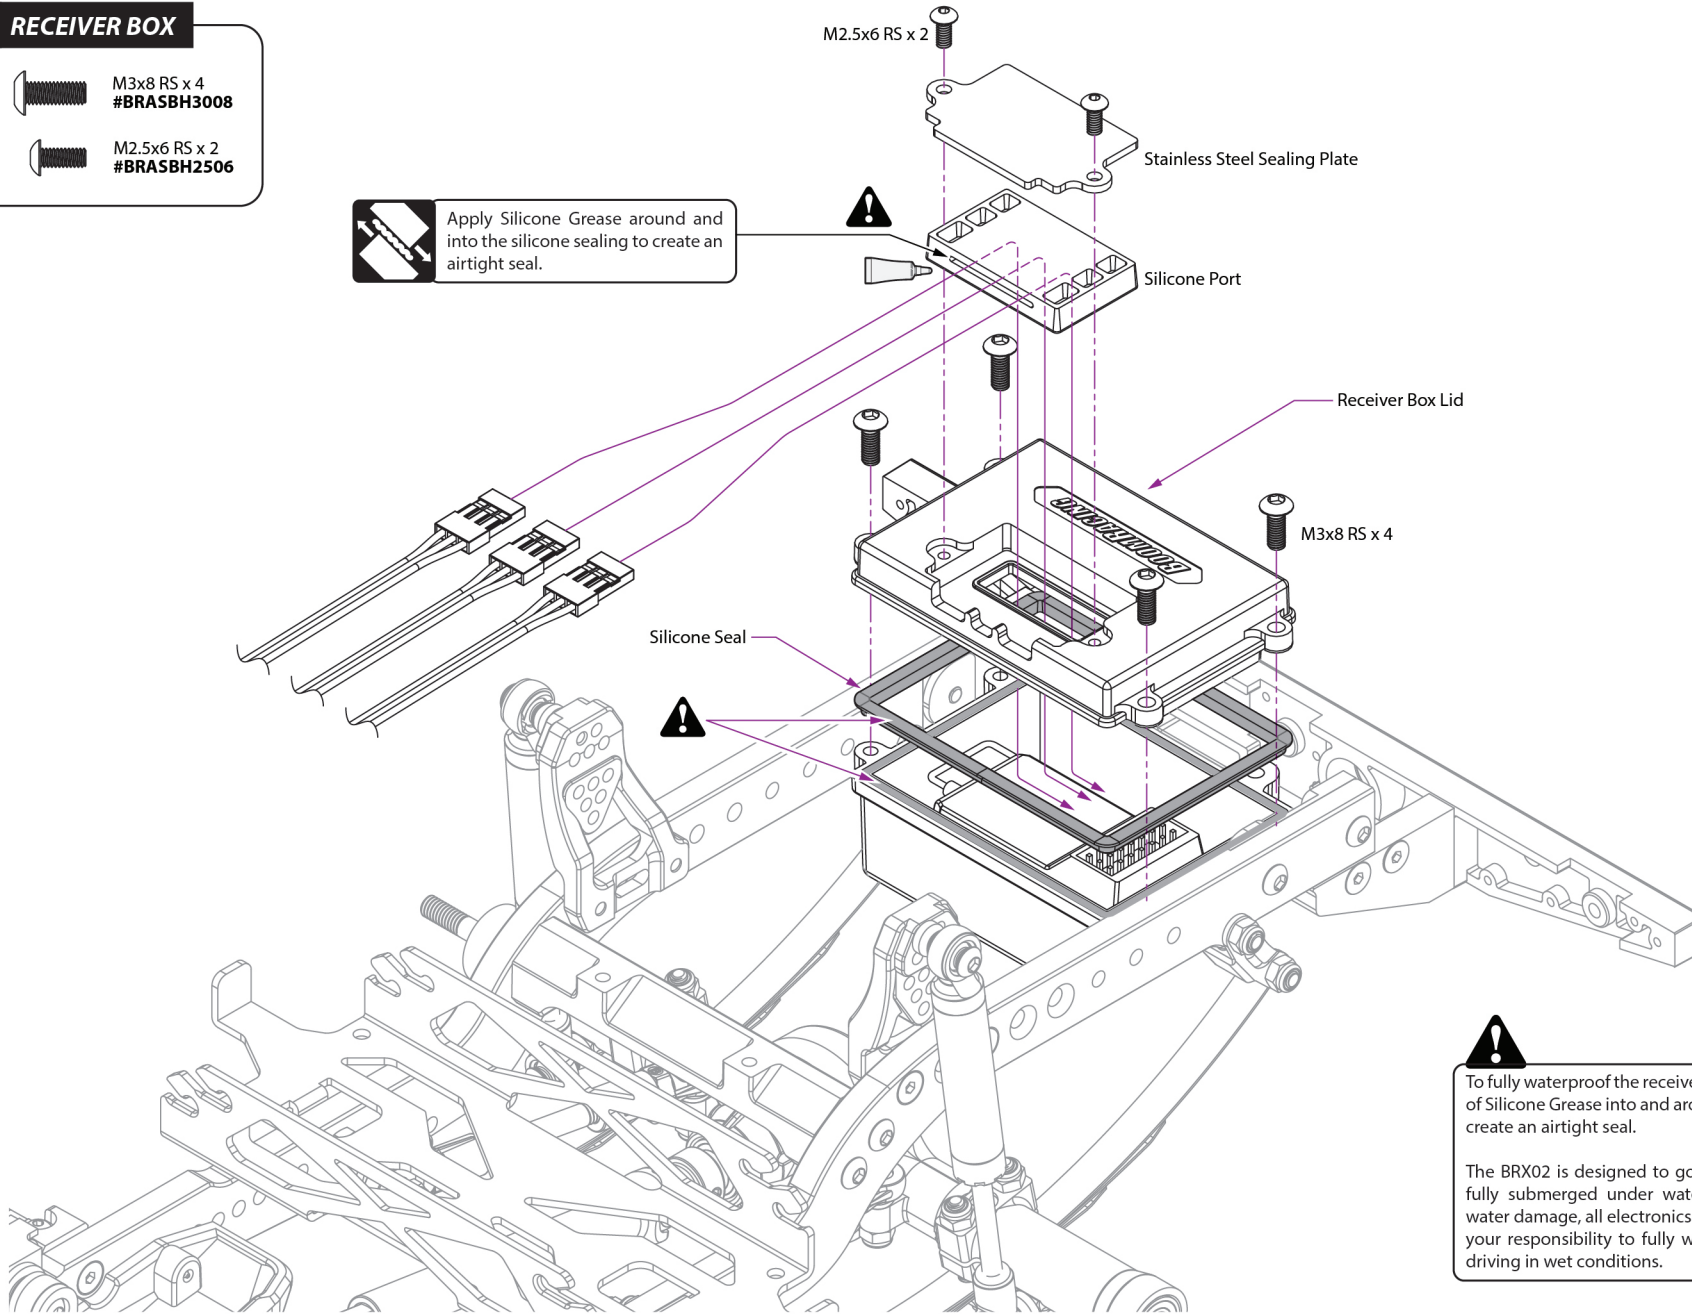 RECEIVER BOX
M3x8 RS x 4
#BRASBH3008
M2.5x6 RS x 2
#BRASBH2506
M2.5x6 RS x 2
Stainless Steel Sealing Plate
Apply Silicone Grease around and
into the silicone sealing to create an
airtight seal.
Silicone Port
Receiver Box Lid
BOOM RACING
M3x8 RS x 4
Silicone Seal
To fully waterproof the receive
of Silicone Grease into and aro
create an airtight seal.
The BRX02 is designed to go
fully submerged under wat
water damage, all electronics
your responsibility to fully w
driving in wet conditions.